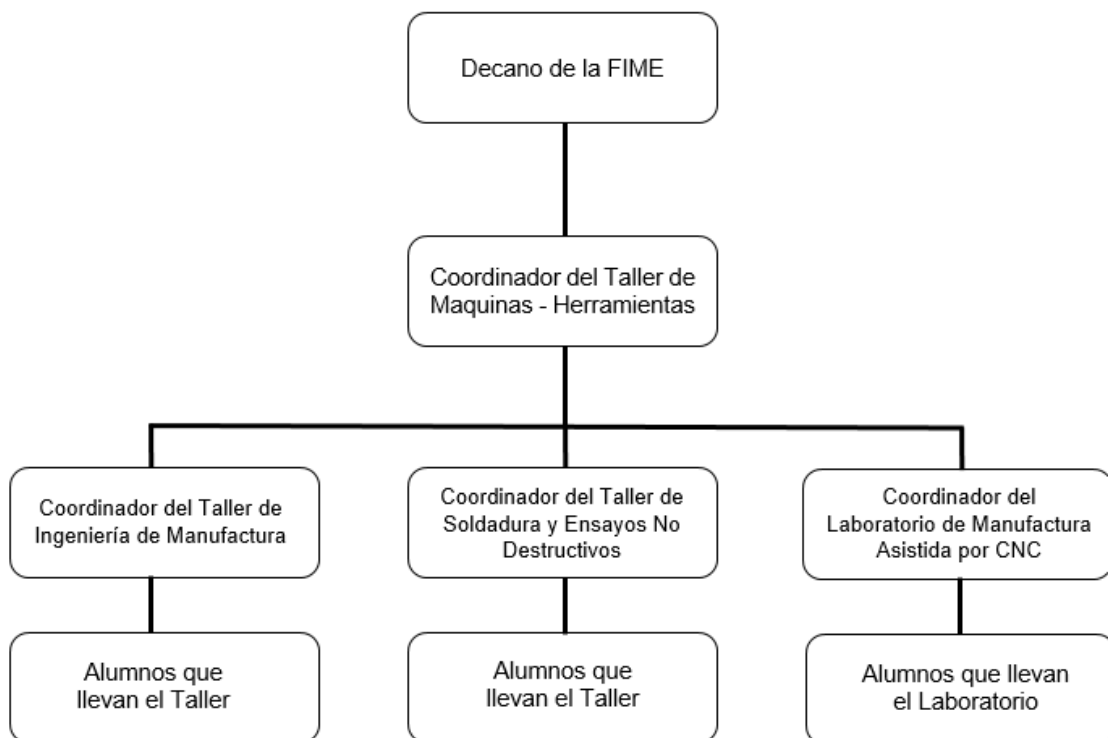 Decano de la FIME
Coordinador del Taller de
Maquinas - Herramientas
Coordinador del Taller de
Ingeniería de Manufactura
Coordinador del Taller de
Soldadura y Ensayos No
Destructivos
Coordinador del
Laboratorio de Manufactura
Asistida por CNC
Alumnos que
llevan el Taller
Alumnos que
llevan el Taller
Alumnos que llevan
el Laboratorio